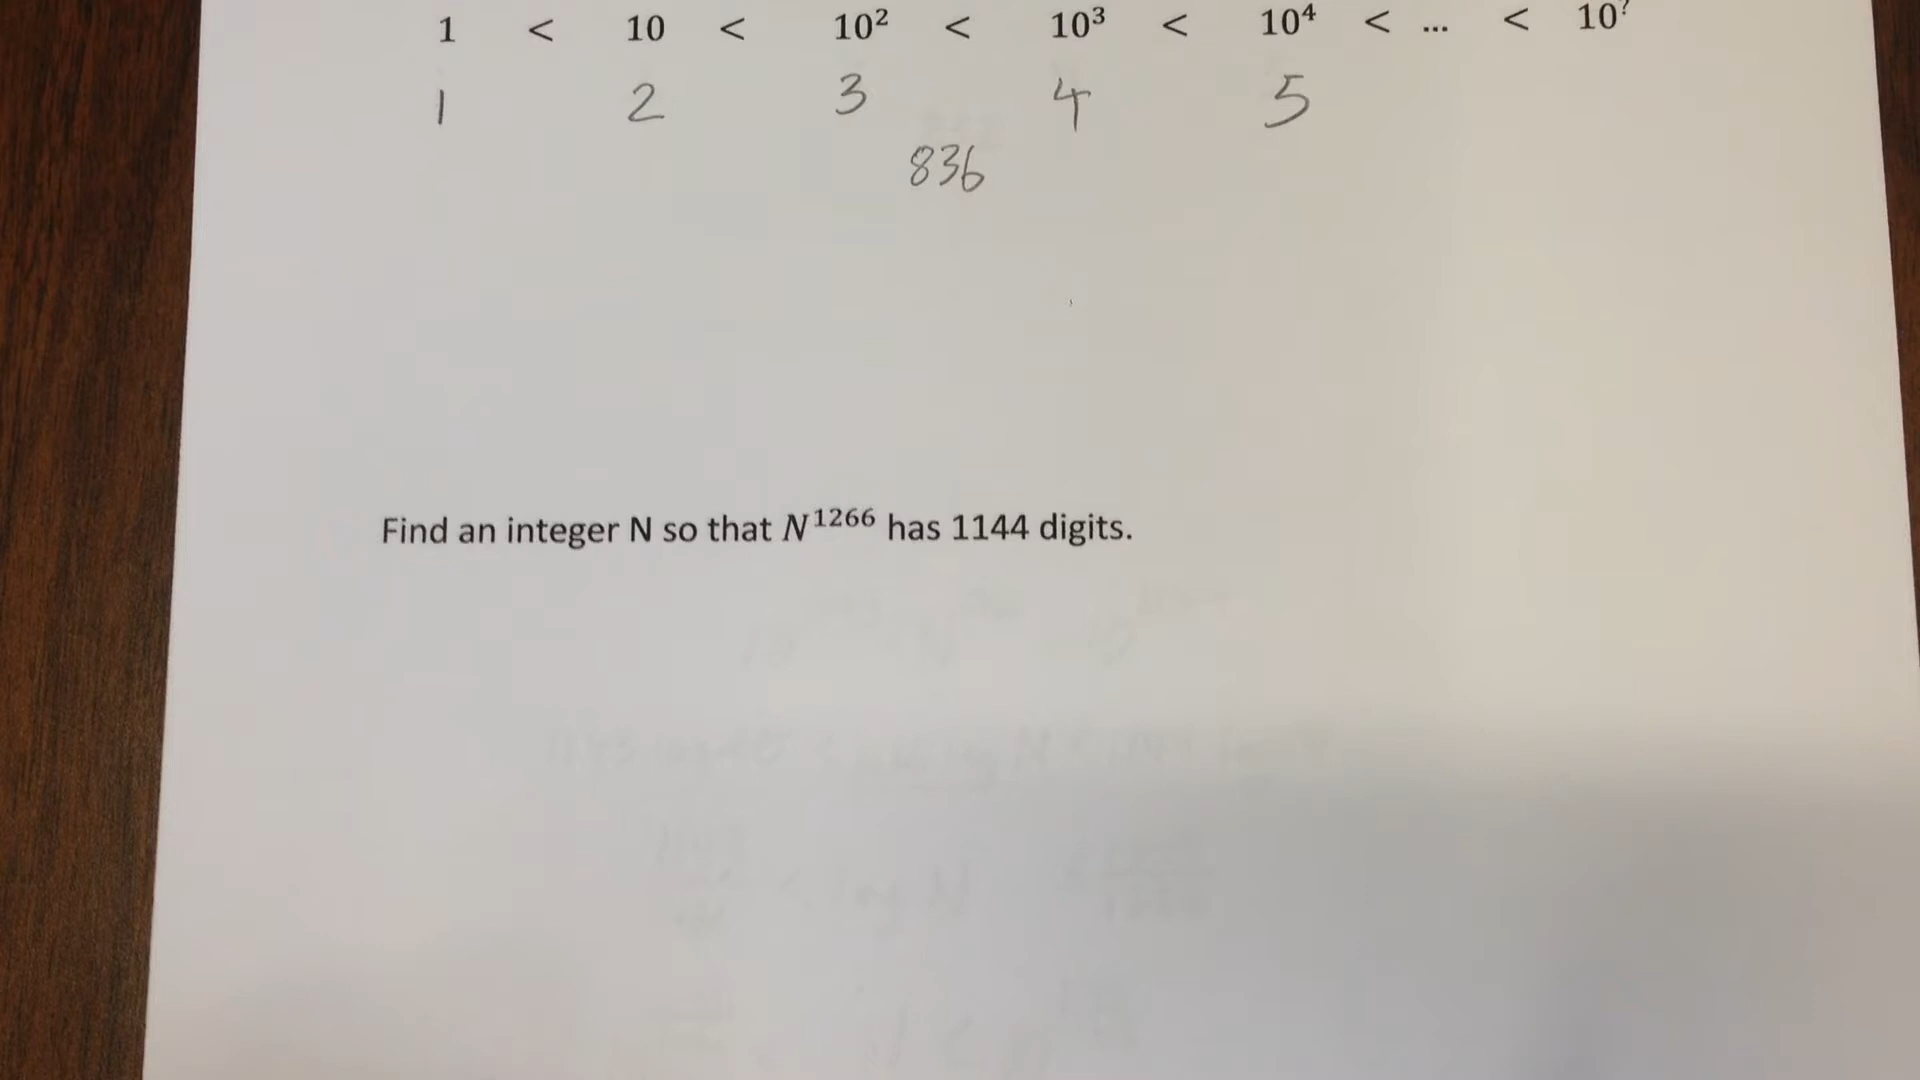 1 < 10 < 10² < 10³ < 10⁴ < ... < 10?
1 2 3 4 5
836
Find an integer N so that N¹²⁶⁶ has 1144 digits.